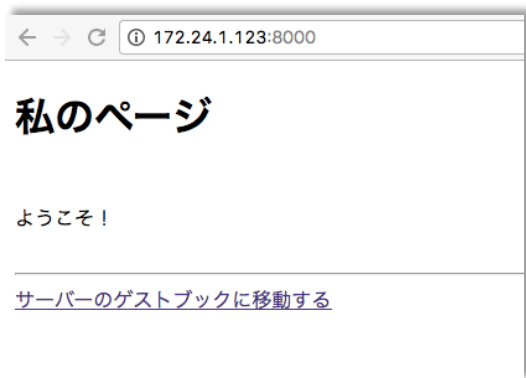 172.24.1.123:8000
私のページ
ようこそ！
サーバーのゲストブックに移動する